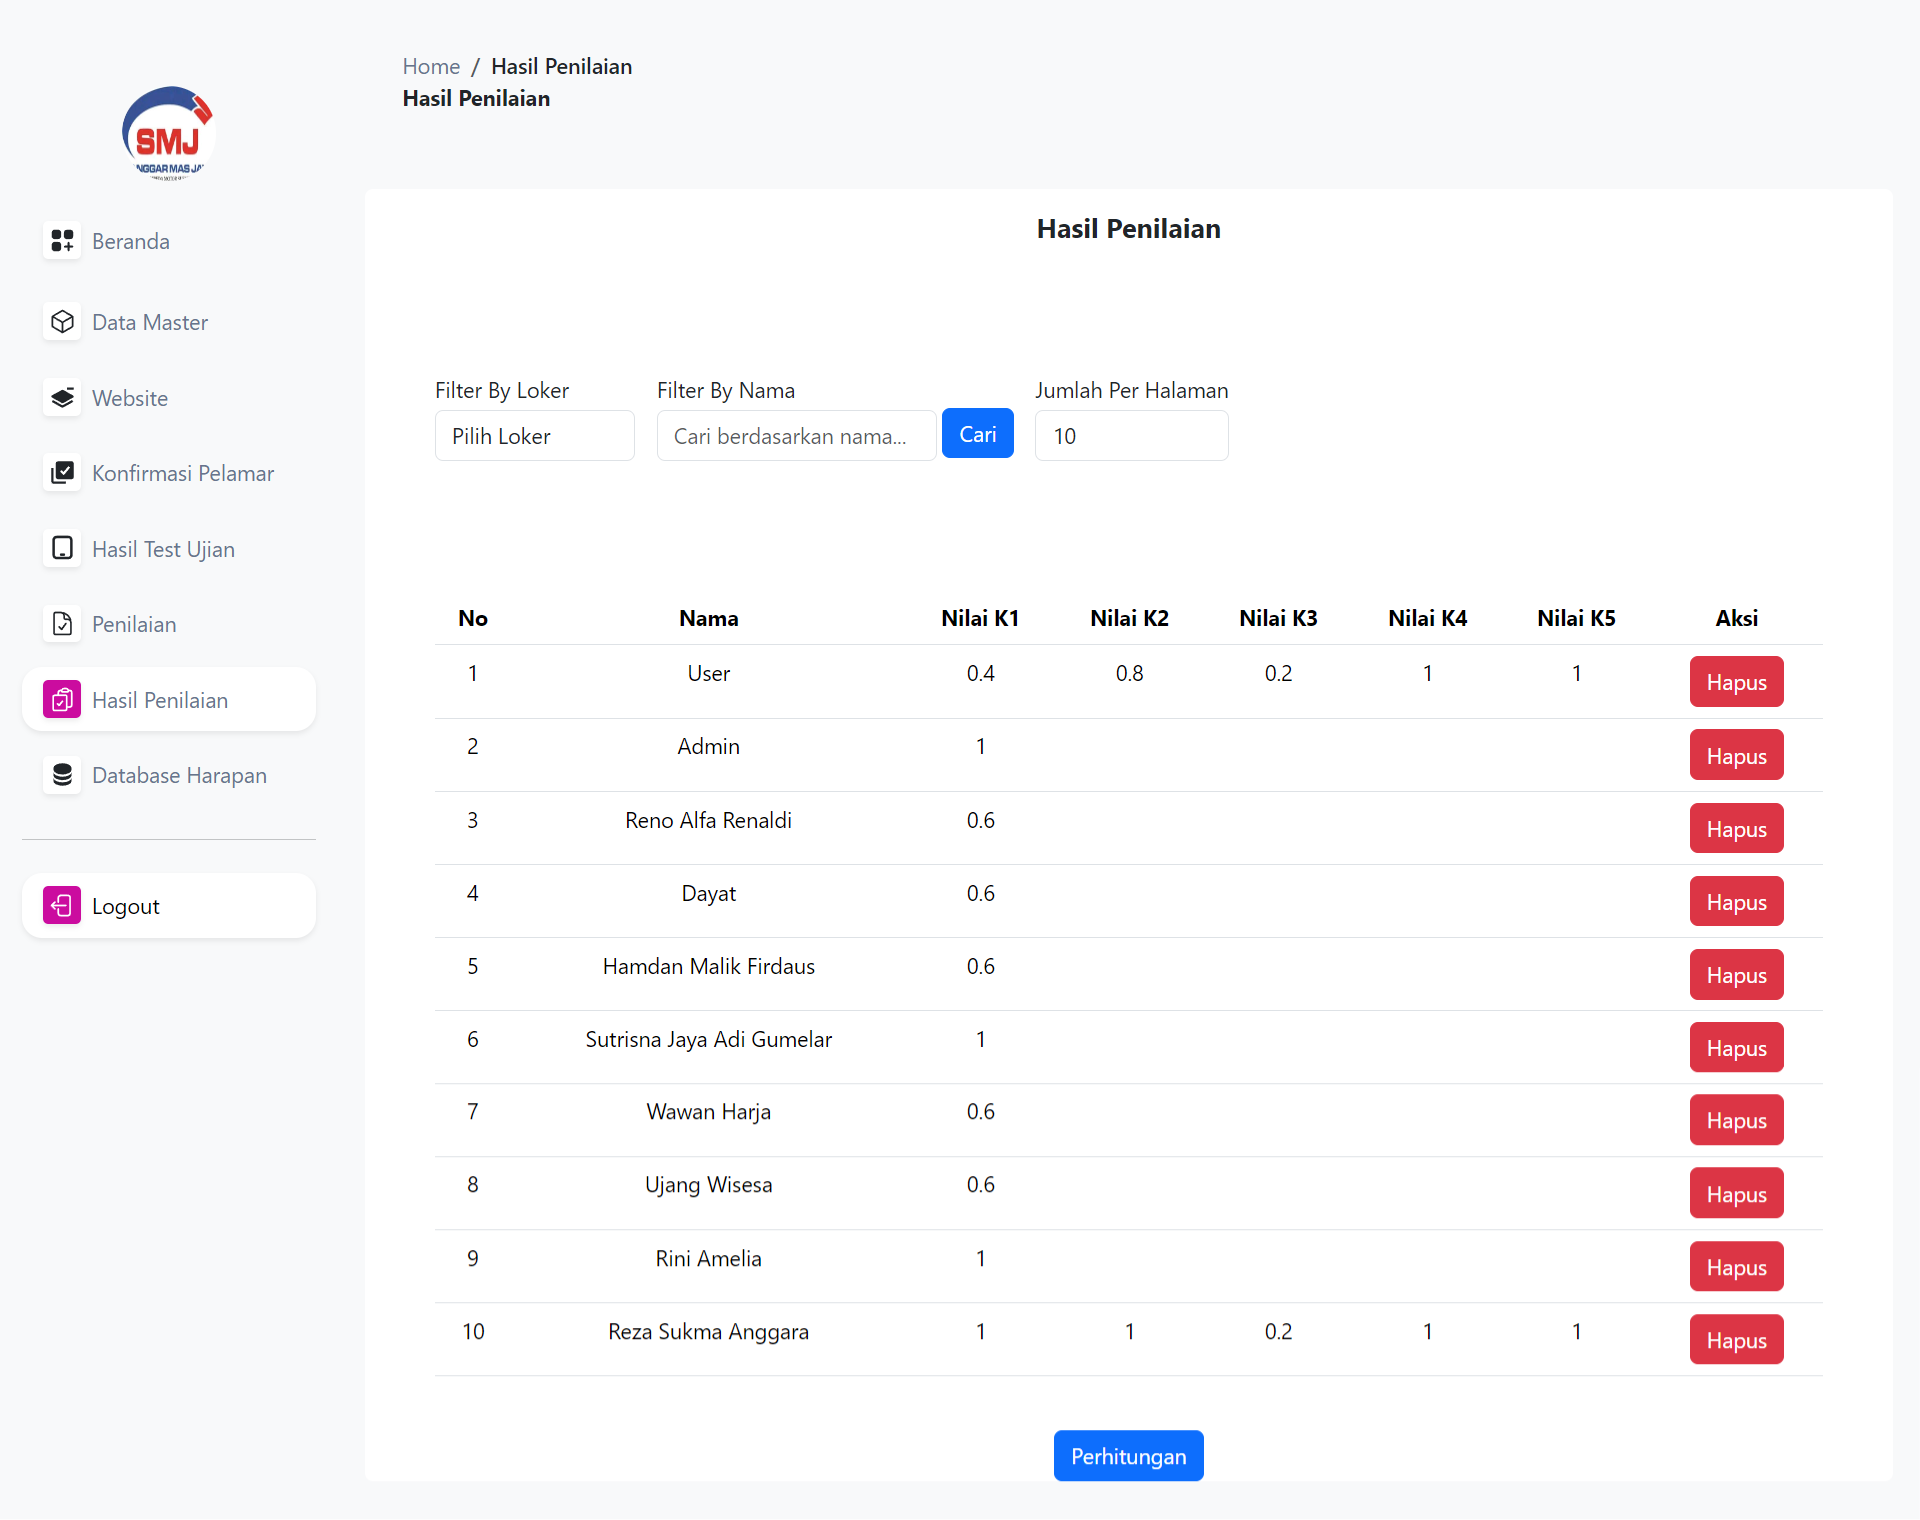 Home / Hasil Penilaian
Hasil Penilaian
SMJ
NGGAR MAS JA
Beranda
Data Master
Website
Konfirmasi Pelamar
Hasil Test Ujian
Penilaian
Hasil Penilaian
Database Harapan
Logout
Hasil Penilaian
Filter By Loker Filter By Nama Jumlah Per Halaman
Pilih Loker Cari berdasarkan nama... Cari 10
No Nama Nilai K1 Nilai K2 Nilai K3 Nilai K4 Nilai K5 Aksi
1 User 0.4 0.8 0.2 1 1 Hapus
2 Admin 1 Hapus
3 Reno Alfa Renaldi 0.6 Hapus
4 Dayat 0.6 Hapus
5 Hamdan Malik Firdaus 0.6 Hapus
6 Sutrisna Jaya Adi Gumelar 1 Hapus
7 Wawan Harja 0.6 Hapus
8 Ujang Wisesa 0.6 Hapus
9 Rini Amelia 1 Hapus
10 Reza Sukma Anggara 1 1 0.2 1 1 Hapus
Perhitungan